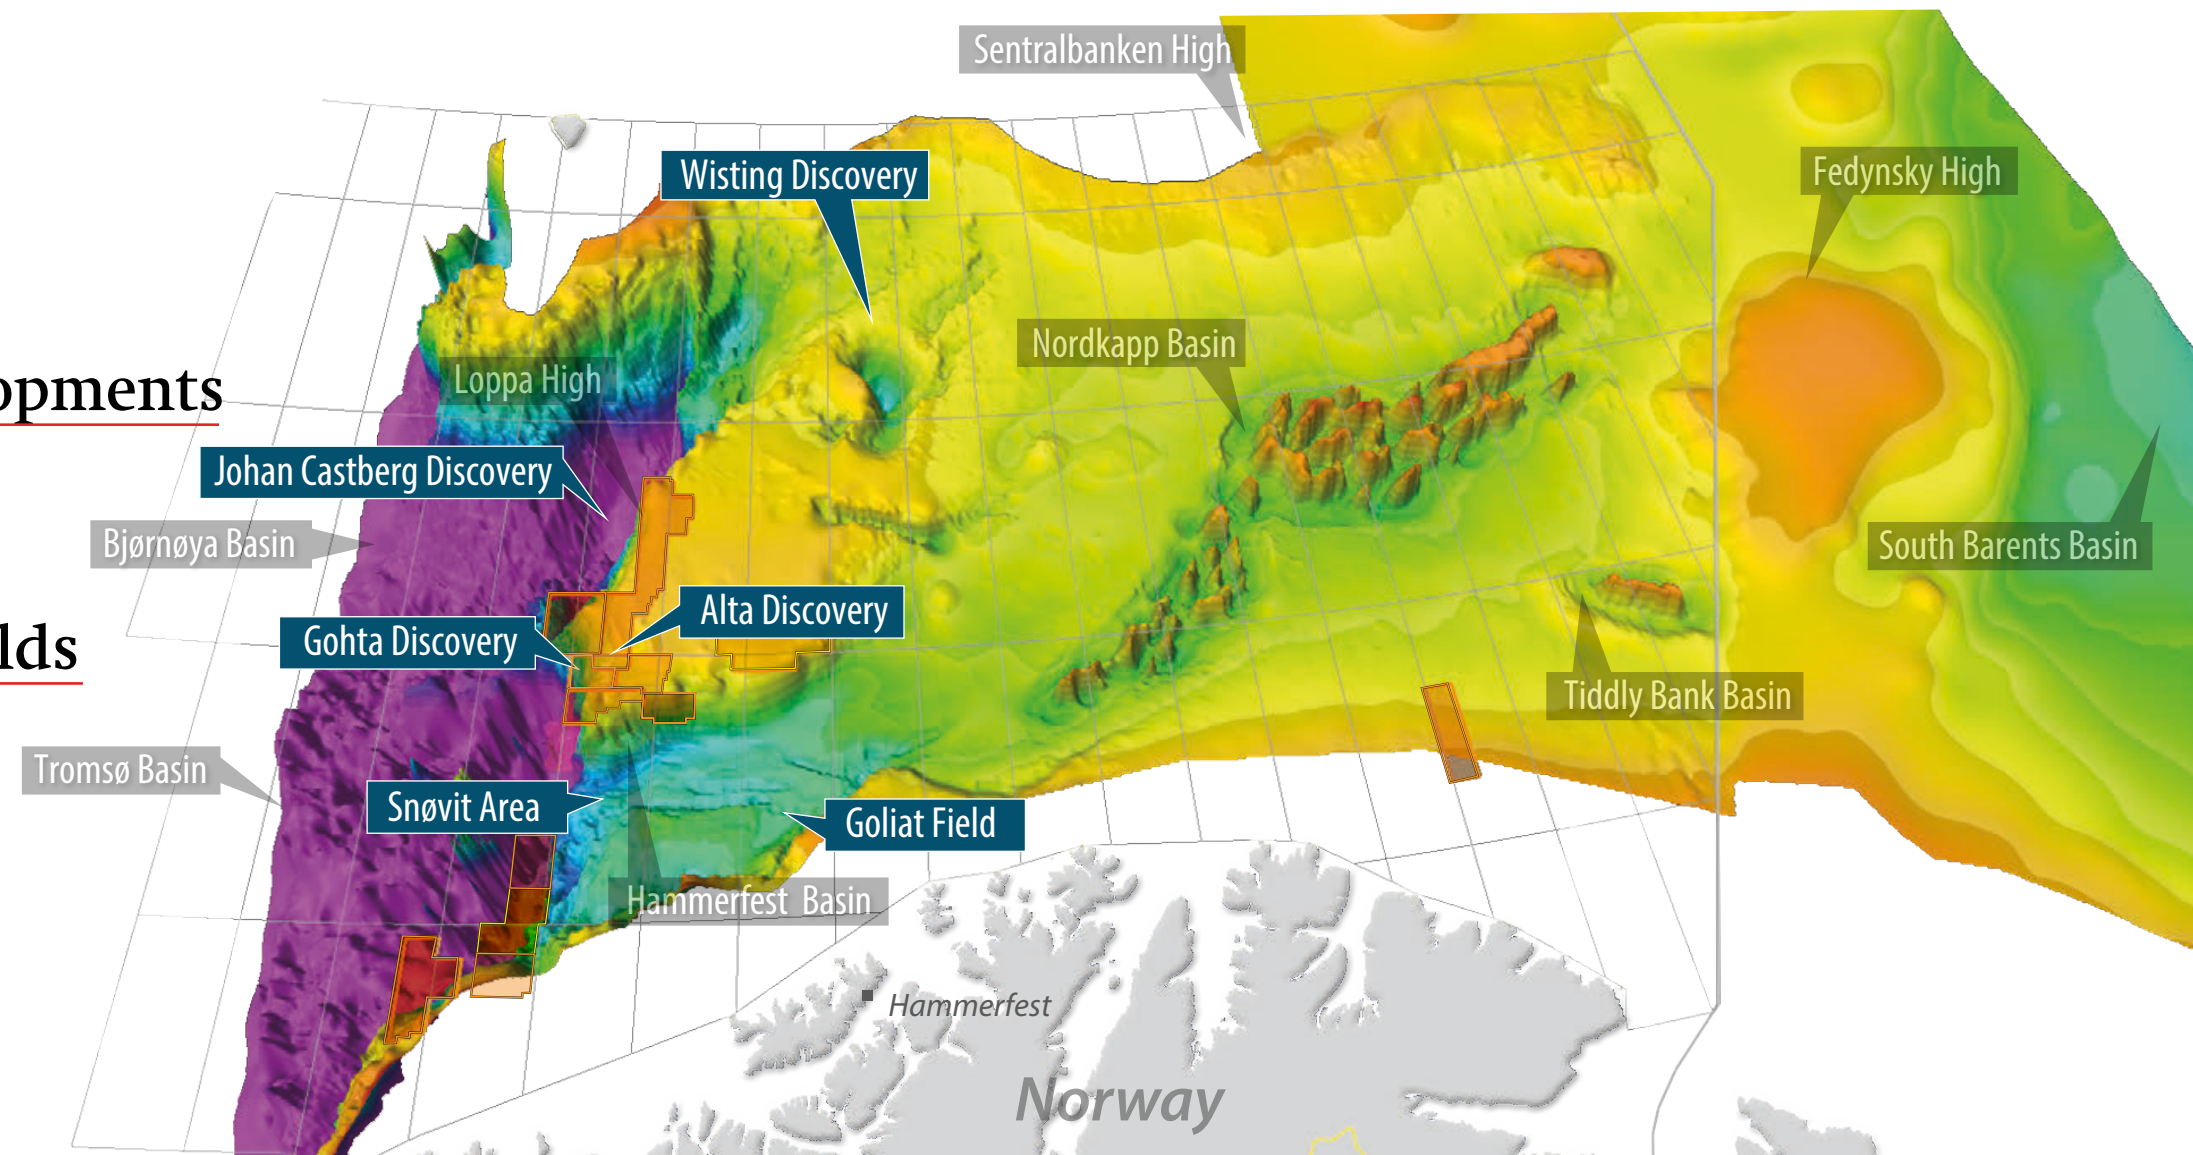 Sentralbanken High
Wisting Discovery
Fedynsky High
Nordkapp Basin
Loppa High
opments
Johan Castberg Discovery
Bjørnøya Basin
South Barents Basin
Alta Discovery
Gohta Discovery
lds
Tiddly Bank Basin
Tromsø Basin
Snøvit Area
Goliat Field
Hammerfest Basin
Hammerfest
Norway